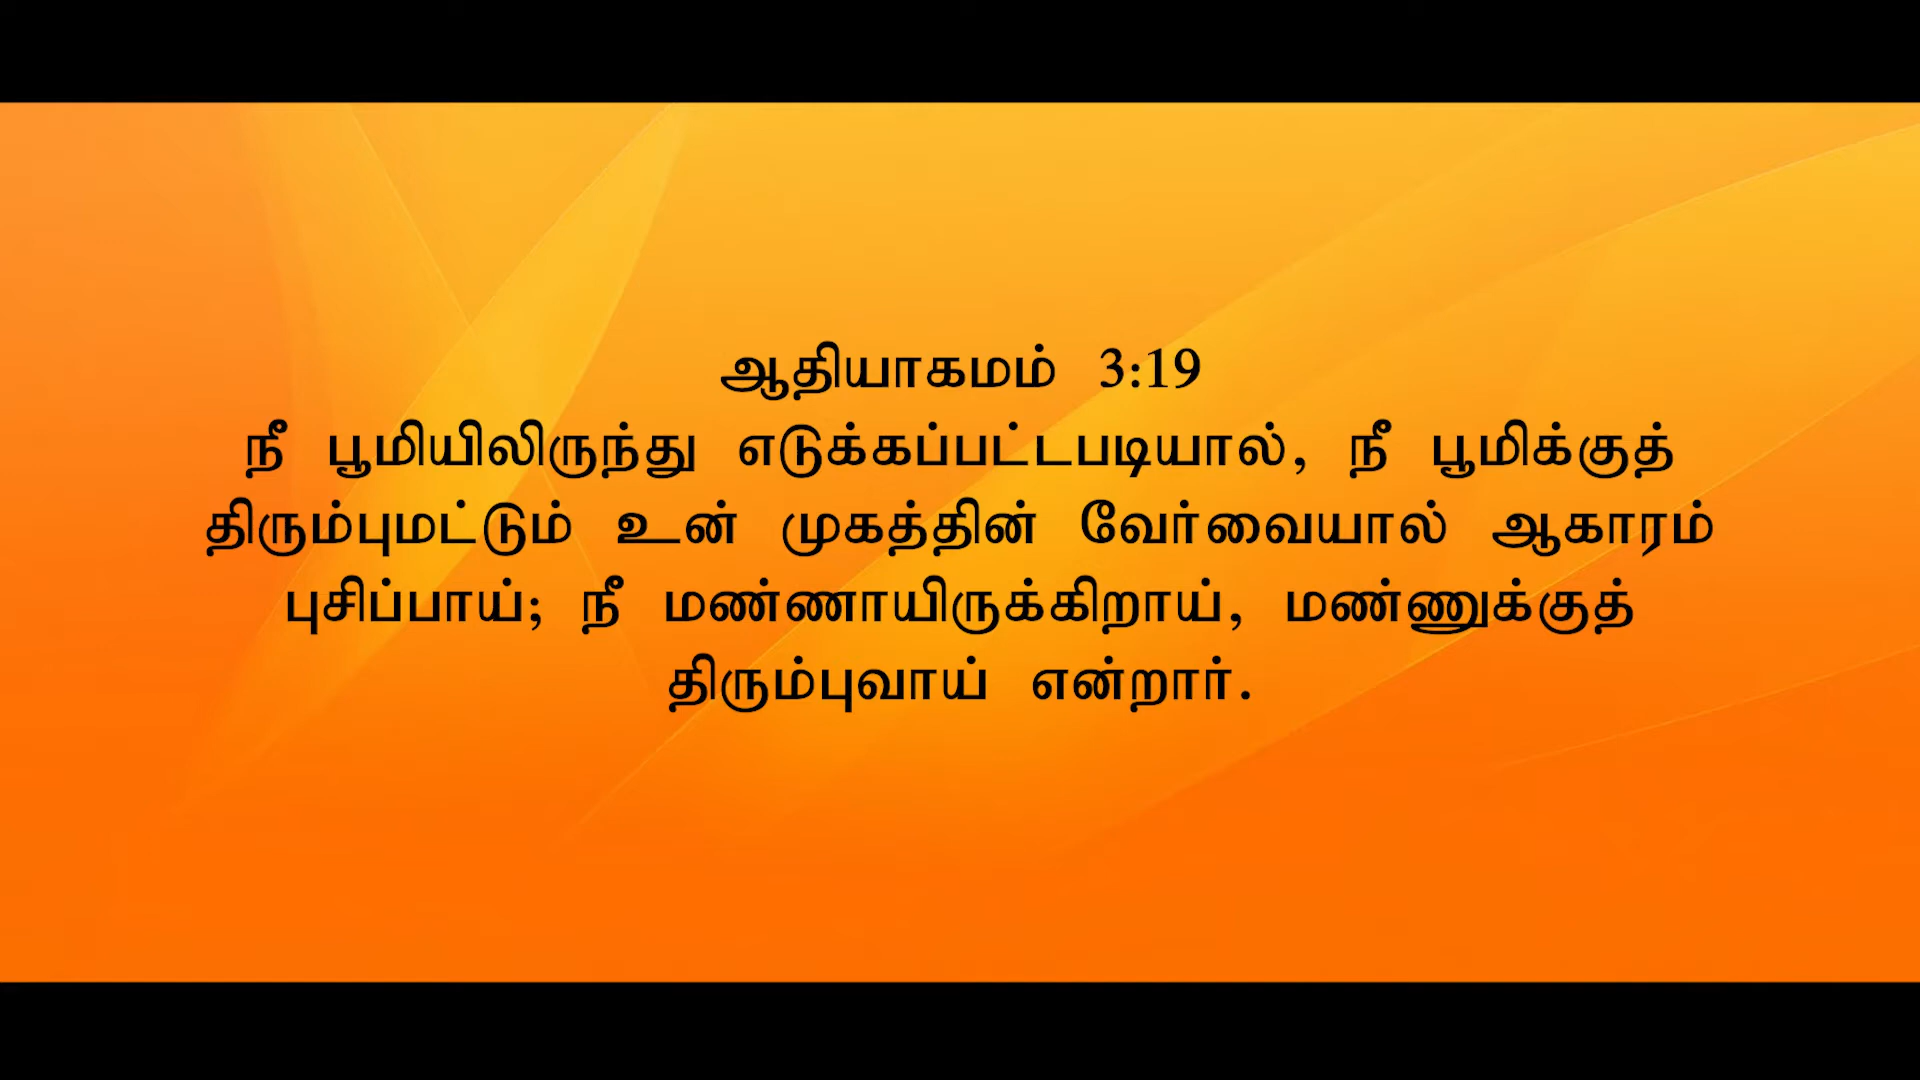 ஆதியாகமம் 3:19
நீ பூமியிலிருந்து எடுக்கப்பட்டபடியால், நீ பூமிக்குத்
திரும்புமட்டும் உன் முகத்தின் வேர்வையால் ஆகாரம்
புசிப்பாய்; நீ மண்ணாயிருக்கிறாய், மண்ணுக்குத்
திரும்புவாய் என்றார்.